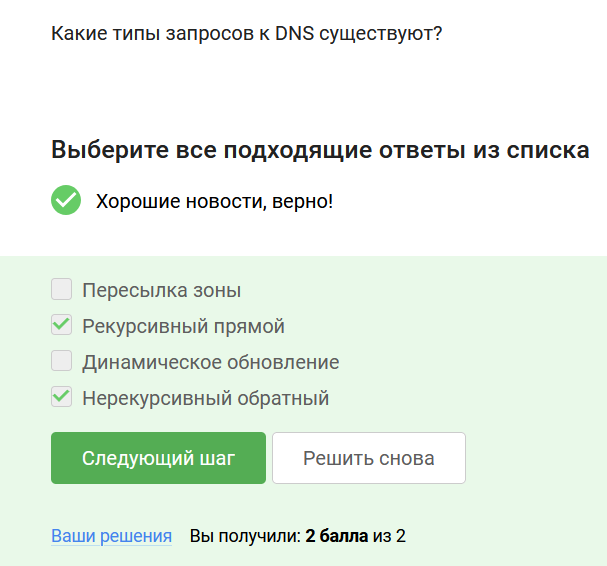 Какие типы запросов к DNS существуют?
Выберите все подходящие ответы из списка
Хорошие новости, верно!
Пересылка зоны
Рекурсивный прямой
Динамическое обновление
Нерекурсивный обратный
Следующий шаг Решить снова
Ваши решения Вы получили: 2 балла из 2